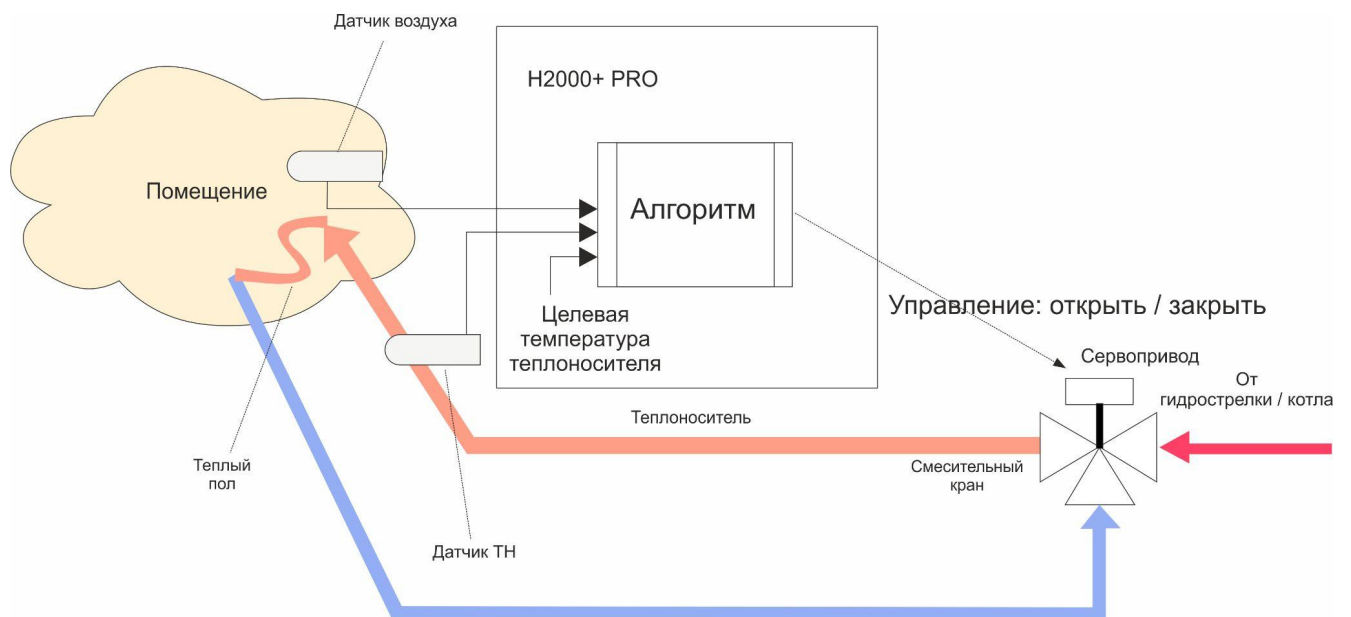 Датчик воздуха
H2000+ PRO
Помещение
Алгоритм
Целевая
температура
теплоносителя
Управление: открыть / закрыть
Сервопривод
От
гидрострелки / котла
Теплоноситель
Смесительный
кран
Теплый
пол
Датчик ТН